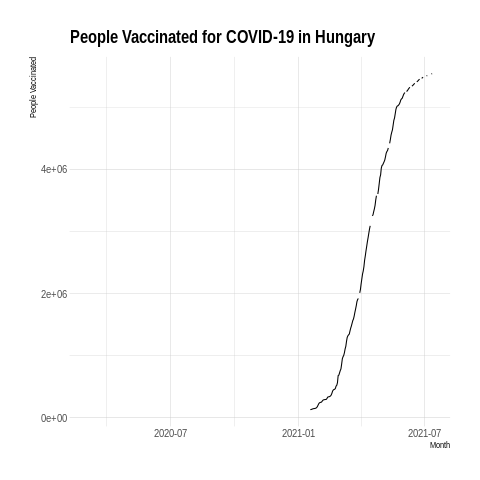 People Vaccinated for COVID-19 in Hungary
People Vaccinated
4e+06
2e+06
0e+00
2020-07 2021-01 2021-07
Month